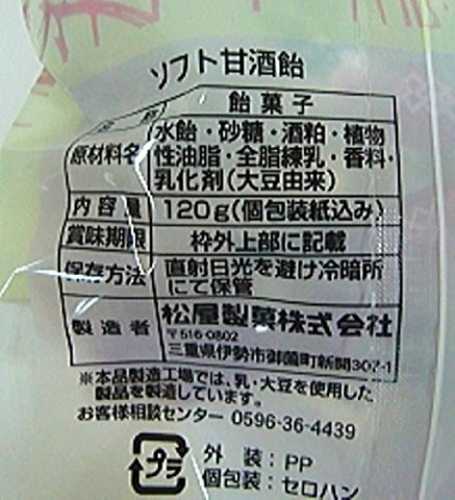 ソフト甘酒飴
名称 飴菓子
原材料名 水飴・砂糖・酒粕・植物
性油脂・全脂練乳・香料・
乳化剤(大豆由来)
内容量 120g(個包装紙込み)
賞味期限 枠外上部に記載
保存方法 直射日光を避け冷暗所
にて保管
製造者 松屋製菓株式会社
〒516-0802
三重県伊勢市御薗町新開302-1
※本品製造工場では、乳・大豆を使用した
製品を製造しています。
お客様相談センター 0596-36-4439
プラ
外 装:PP
個包装:セロハン